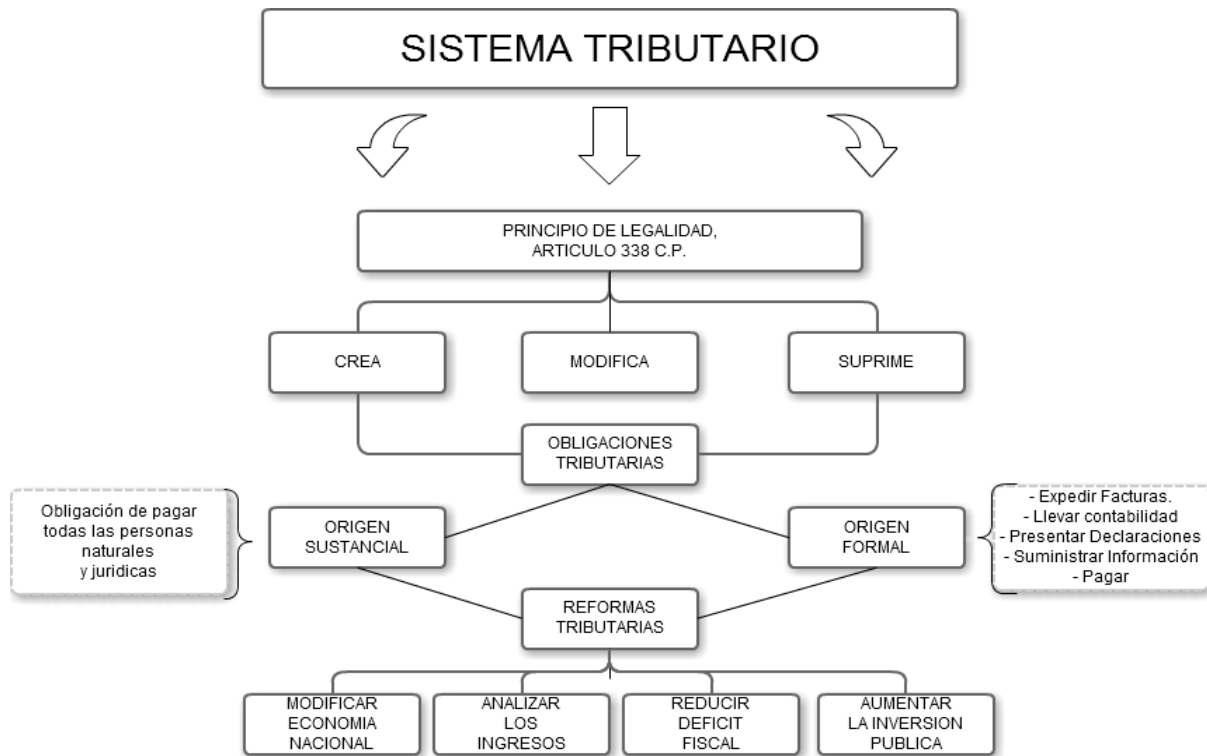 SISTEMA TRIBUTARIO
PRINCIPIO DE LEGALIDAD,
ARTICULO 338 C.P.
CREA
MODIFICA
SUPRIME
OBLIGACIONES
TRIBUTARIAS
Obligación de pagar
todas las personas
naturales
y juridicas
ORIGEN
SUSTANCIAL
ORIGEN
FORMAL
- Expedir Facturas.
- Llevar contabilidad
- Presentar Declaraciones
- Suministrar Información
- Pagar
REFORMAS
TRIBUTARIAS
MODIFICAR
ECONOMIA
NACIONAL
ANALIZAR
LOS
INGRESOS
REDUCIR
DEFICIT
FISCAL
AUMENTAR
LA INVERSION
PUBLICA